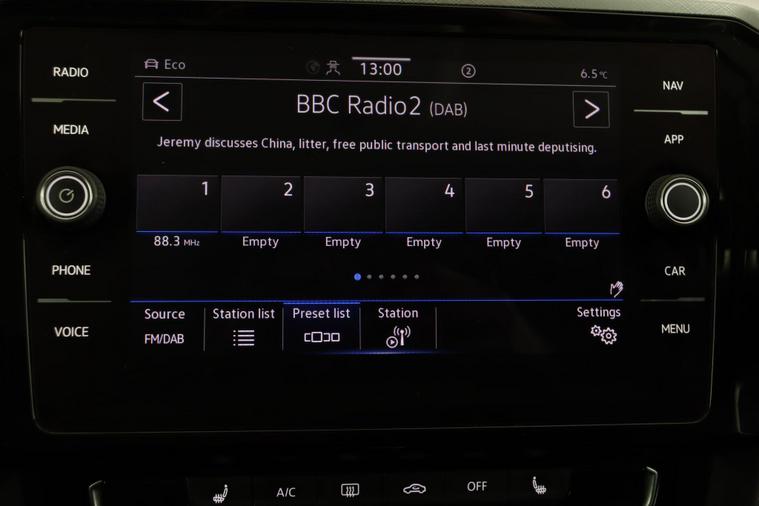 RADIO
MEDIA
PHONE
VOICE
Eco
13:00
2
6.5°C
< BBC Radio2 (DAB) >
Jeremy discusses China, litter, free public transport and last minute deputising.
1 2 3 4 5 6
88.3 MHz Empty Empty Empty Empty Empty
Source Station list Preset list Station Settings
FM/DAB
NAV
APP
CAR
MENU
A/C OFF